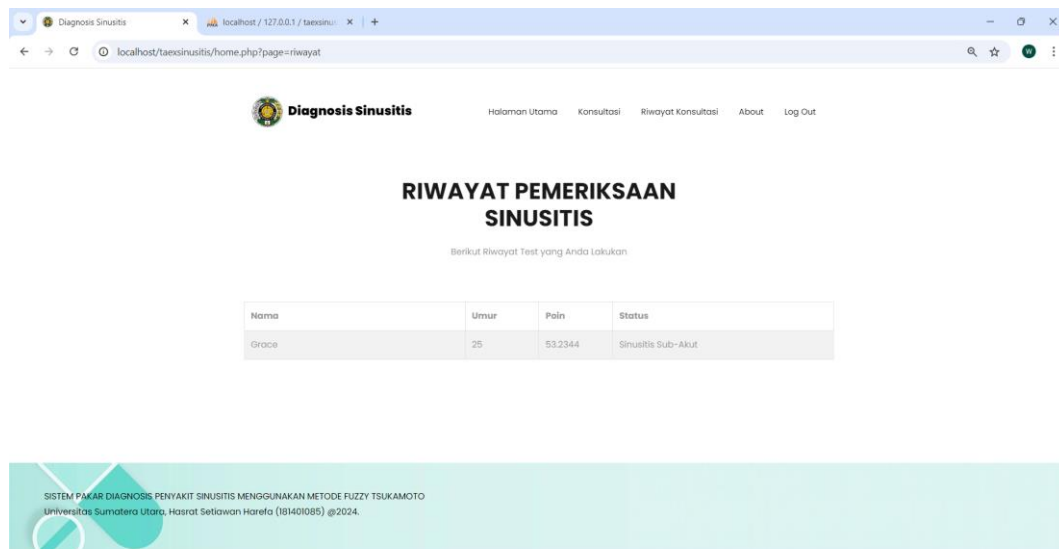 Diagnosis Sinusitis
localhost / 127.0.0.1 / taexsinus
localhost/taexsinusitis/home.php?page=riwayat
W
Diagnosis Sinusitis
Halaman Utama Konsultasi Riwayat Konsultasi About Log Out
RIWAYAT PEMERIKSAAN
SINUSITIS
Berikut Riwayat Test yang Anda Lakukan
Nama Umur Poin Status
Grace 25 53.2344 Sinusitis Sub-Akut
SISTEM PAKAR DIAGNOSIS PENYAKIT SINUSITIS MENGGUNAKAN METODE FUZZY TSUKAMOTO
Universitas Sumatera Utara, Hasrat Setiawan Harefa (181401085) @2024.